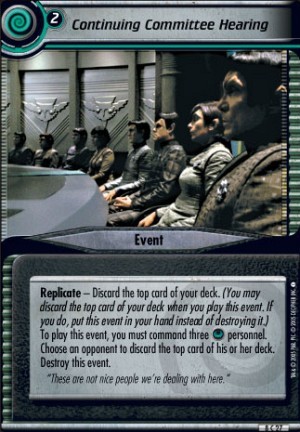 2
Continuing Committee Hearing
Event
Replicate – Discard the top card of your deck. (You may
discard the top card of your deck when you play this event. If
you do, put this event in your hand instead of destroying it.)
To play this event, you must command three personnel.
Choose an opponent to discard the top card of his or her deck.
Destroy this event.
"These are not nice people we're dealing with here."